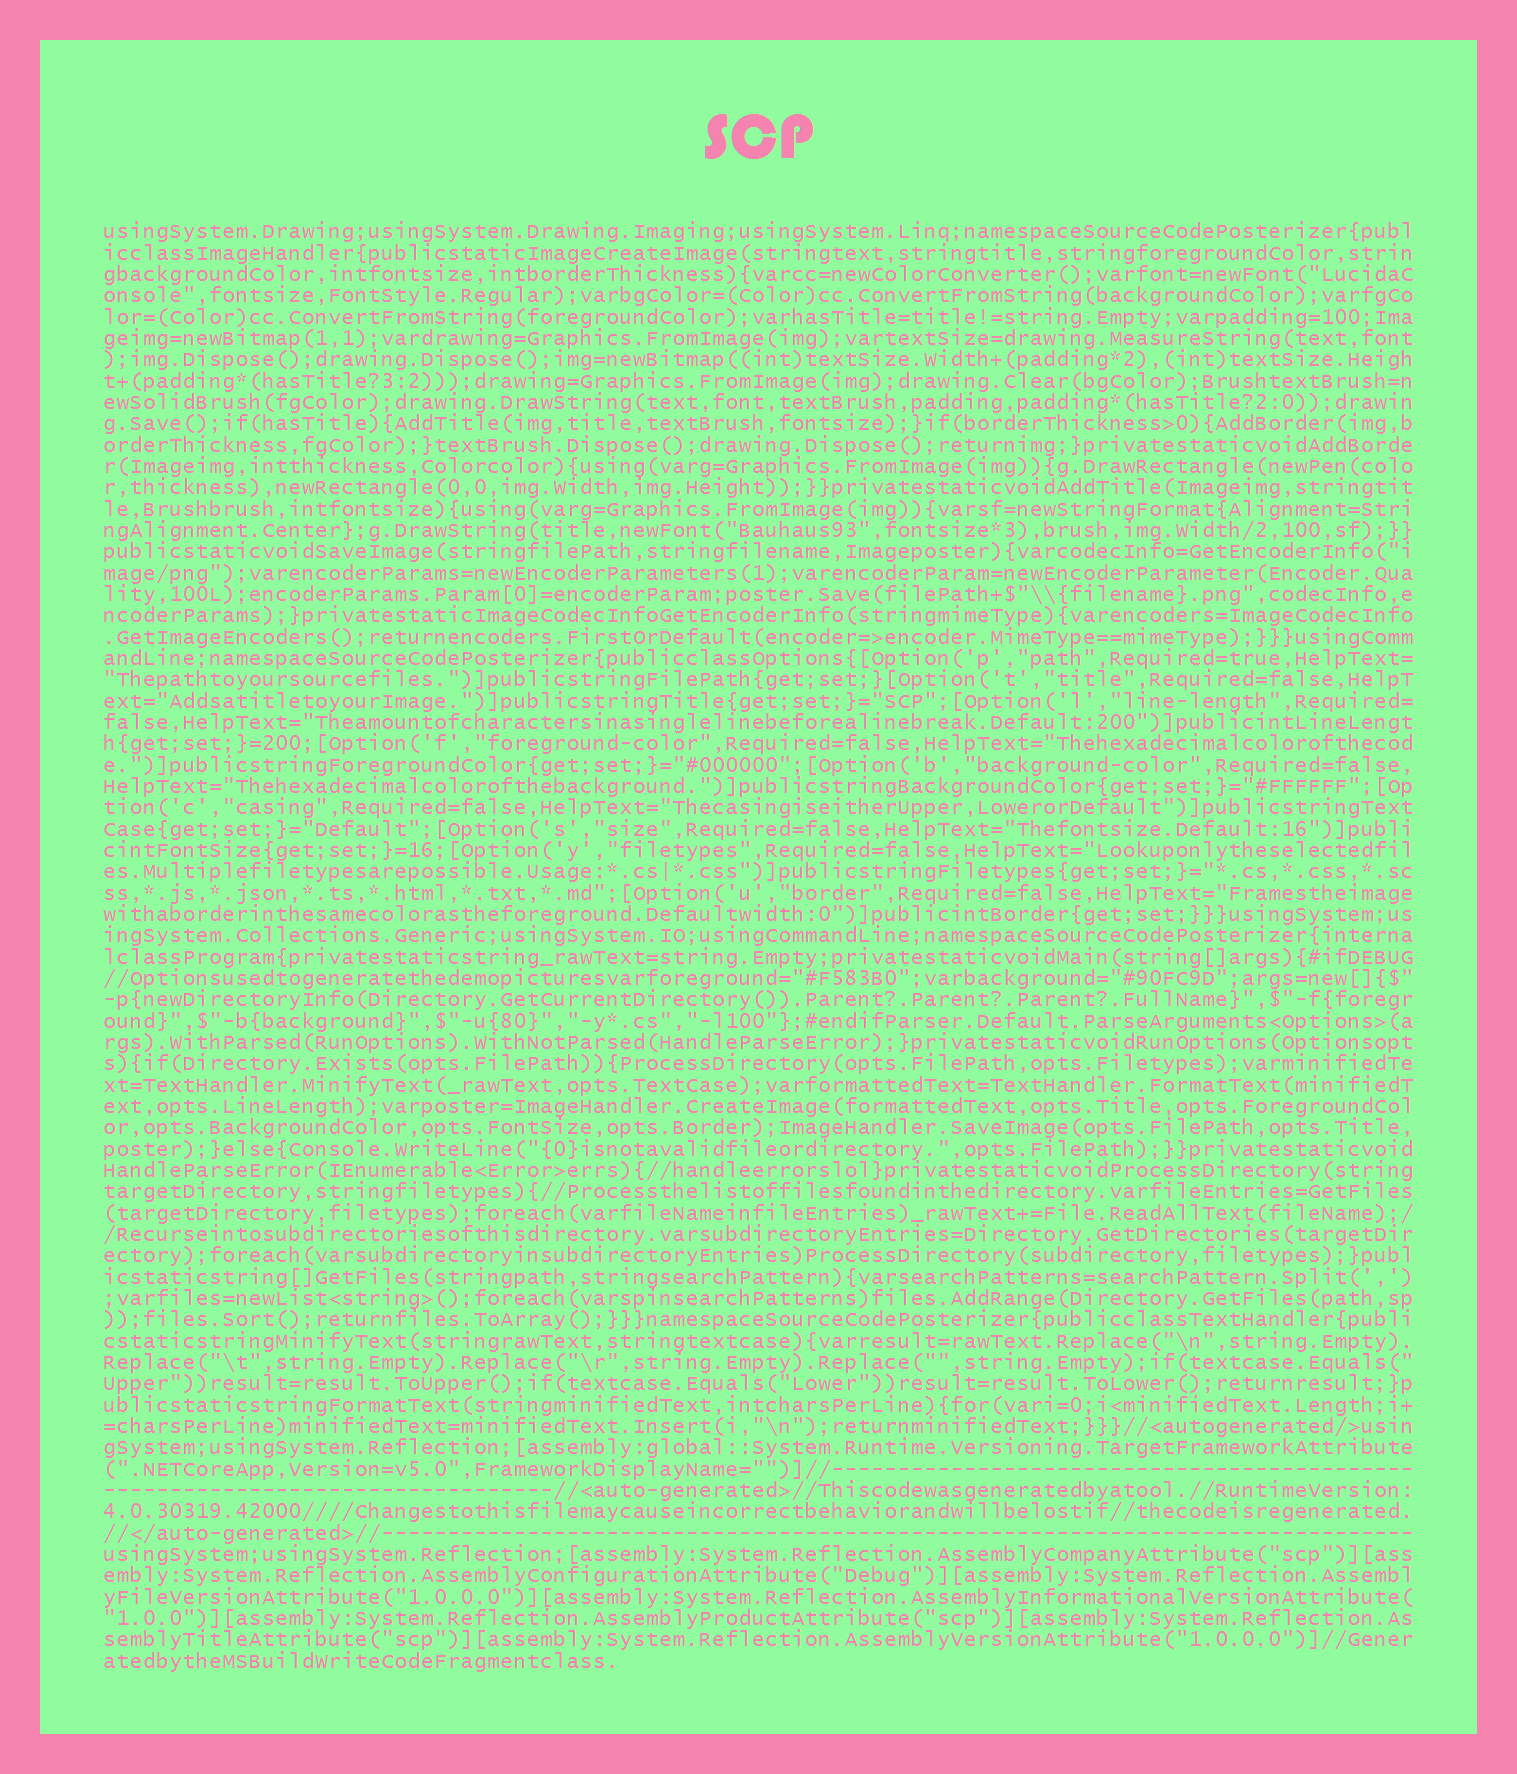 SCP
usingSystem.Drawing;usingSystem.Drawing.Imaging;usingSystem.Linq;namespaceSourceCodePosterizer{publ
icclassImageHandler{publicstaticImageCreateImage(stringtext,stringtitle,stringforegroundColor,strin
gbackgroundColor,intfontsize,intborderThickness){varcc=newColorConverter();varfont=newFont("LucidaC
onsole",fontsize,FontStyle.Regular);varbgColor=(Color)cc.ConvertFromString(backgroundColor);varfgCo
lor=(Color)cc.ConvertFromString(foregroundColor);varhasTitle=title!=string.Empty;varpadding=100;Ima
geimg=newBitmap(1,1);vardrawing=Graphics.FromImage(img);vartextSize=drawing.MeasureString(text,font
);img.Dispose();drawing.Dispose();img=newBitmap((int)textSize.Width+(padding*2),(int)textSize.Heigh
t+(padding*(hasTitle?3:2)));drawing=Graphics.FromImage(img);drawing.Clear(bgColor);BrushtextBrush=n
ewSolidBrush(fgColor);drawing.DrawString(text,font,textBrush,padding,padding*(hasTitle?2:0));drawin
g.Save();if(hasTitle){AddTitle(img,title,textBrush,fontsize);}if(borderThickness>0){AddBorder(img,b
orderThickness,fgColor);}textBrush.Dispose();drawing.Dispose();returnimg;}privatestaticvoidAddBorde
r(Imageimg,intthickness,Colorcolor){using(varg=Graphics.FromImage(img)){g.DrawRectangle(newPen(colo
r,thickness),newRectangle(0,0,img.Width,img.Height));}}privatestaticvoidAddTitle(Imageimg,stringtit
le,Brushbrush,intfontsize){using(varg=Graphics.FromImage(img)){varsf=newStringFormat{Alignment=Stri
ngAlignment.Center};g.DrawString(title,newFont("Bauhaus93",fontsize*3),brush,img.Width/2,100,sf);}}
publicstaticvoidSaveImage(stringfilePath,stringfilename,Imageposter){varcodecInfo=GetEncoderInfo("i
mage/png");varencoderParams=newEncoderParameters(1);varencoderParam=newEncoderParameter(Encoder.Qua
lity,100L);encoderParams.Param[0]=encoderParam;poster.Save(filePath+$"\\{filename}.png",codecInfo,e
ncoderParams);}privatestaticImageCodecInfoGetEncoderInfo(stringmimeType){varencoders=ImageCodecInfo
.GetImageEncoders();returnencoders.FirstOrDefault(encoder=>encoder.MimeType==mimeType);}}}usingComm
andLine;namespaceSourceCodePosterizer{publicclassOptions{[Option('p',"path",Required=true,HelpText=
"Thepathtoyoursourcefiles.")]publicstringFilePath{get;set;}[Option('t',"title",Required=false,HelpT
ext="AddsatitletoyourImage.")]publicstringTitle{get;set;}="SCP";[Option('l',"line-length",Required=
false,HelpText="Theamountofcharactersinasinglelinebeforealinebreak.Default:200")]publicintLineLengt
h{get;set;}=200;[Option('f',"foreground-color",Required=false,HelpText="Thehexadecimalcolorofthecod
e.")]publicstringForegroundColor{get;set;}="#000000";[Option('b',"background-color",Required=false,
HelpText="Thehexadecimalcolorofthebackground.")]publicstringBackgroundColor{get;set;}="#FFFFFF";[Op
tion('c',"casing",Required=false,HelpText="ThecasingiseitherUpper,LowerorDefault")]publicstringText
Case{get;set;}="Default";[Option('s',"size",Required=false,HelpText="Thefontsize.Default:16")]publi
cintFontSize{get;set;}=16;[Option('y',"filetypes",Required=false,HelpText="Lookuponlytheselectedfil
es.Multiplefiletypesarepossible.Usage:*.cs|*.css")]publicstringFiletypes{get;set;}="*.cs,*.css,*.sc
ss,*.js,*.json,*.ts,*.html,*.txt,*.md";[Option('u',"border",Required=false,HelpText="Framestheimage
withaborderinthesamecolorastheforeground.Defaultwidth:0")]publicintBorder{get;set;}}}usingSystem;us
ingSystem.Collections.Generic;usingSystem.IO;usingCommandLine;namespaceSourceCodePosterizer{interna
lclassProgram{privatestaticstring_rawText=string.Empty;privatestaticvoidMain(string[]args){#ifDEBUG
//Optionsusedtogeneratethedemopicturesvarforeground="#F583B0";varbackground="#90FC9D";args=new[]{$"
-p{newDirectoryInfo(Directory.GetCurrentDirectory()).Parent?.Parent?.Parent?.FullName}",$"-f{foregr
ound}",$"-b{background}",$"-u{80}","-y*.cs","-l100"};#endifParser.Default.ParseArguments<Options>(a
rgs).WithParsed(RunOptions).WithNotParsed(HandleParseError);}privatestaticvoidRunOptions(Optionsopt
s){if(Directory.Exists(opts.FilePath)){ProcessDirectory(opts.FilePath,opts.Filetypes);varminifiedTe
xt=TextHandler.MinifyText(_rawText,opts.TextCase);varformattedText=TextHandler.FormatText(minifiedT
ext,opts.LineLength);varposter=ImageHandler.CreateImage(formattedText,opts.Title,opts.ForegroundCol
or,opts.BackgroundColor,opts.FontSize,opts.Border);ImageHandler.SaveImage(opts.FilePath,opts.Title,
poster);}else{Console.WriteLine("{0}isnotavalidfileordirectory.",opts.FilePath);}}privatestaticvoid
HandleParseError(IEnumerable<Error>errs){//handleerrorslol}privatestaticvoidProcessDirectory(string
targetDirectory,stringfiletypes){//Processthelistoffilesfoundinthedirectory.varfileEntries=GetFiles
(targetDirectory,filetypes);foreach(varfileNameinfileEntries)_rawText+=File.ReadAllText(fileName);/
/Recurseintosubdirectoriesofthisdirectory.varsubdirectoryEntries=Directory.GetDirectories(targetDir
ectory);foreach(varsubdirectoryinsubdirectoryEntries)ProcessDirectory(subdirectory,filetypes);}publ
icstaticstring[]GetFiles(stringpath,stringsearchPattern){varsearchPatterns=searchPattern.Split(',')
;varfiles=newList<string>();foreach(varspinsearchPatterns)files.AddRange(Directory.GetFiles(path,sp
));files.Sort();returnfiles.ToArray();}}}namespaceSourceCodePosterizer{publicclassTextHandler{publi
cstaticstringMinifyText(stringrawText,stringtextcase){varresult=rawText.Replace("\n",string.Empty).
Replace("\t",string.Empty).Replace("\r",string.Empty).Replace("",string.Empty);if(textcase.Equals("
Upper"))result=result.ToUpper();if(textcase.Equals("Lower"))result=result.ToLower();returnresult;}p
ublicstaticstringFormatText(stringminifiedText,intcharsPerLine){for(vari=0;i<minifiedText.Length;i+
=charsPerLine)minifiedText=minifiedText.Insert(i,"\n");returnminifiedText;}}}//<autogenerated/>usin
gSystem;usingSystem.Reflection;[assembly:global::System.Runtime.Versioning.TargetFrameworkAttribute
(".NETCoreApp,Version=v5.0",FrameworkDisplayName="")]//--------------------------------------------
----------------------------------//<auto-generated>//Thiscodewasgeneratedbyatool.//RuntimeVersion:
4.0.30319.42000////Changestothisfilemaycauseincorrectbehaviorandwillbelostif//thecodeisregenerated.
//</auto-generated>//------------------------------------------------------------------------------
usingSystem;usingSystem.Reflection;[assembly:System.Reflection.AssemblyCompanyAttribute("scp")][ass
embly:System.Reflection.AssemblyConfigurationAttribute("Debug")][assembly:System.Reflection.Assembl
yFileVersionAttribute("1.0.0.0")][assembly:System.Reflection.AssemblyInformationalVersionAttribute(
"1.0.0")][assembly:System.Reflection.AssemblyProductAttribute("scp")][assembly:System.Reflection.As
semblyTitleAttribute("scp")][assembly:System.Reflection.AssemblyVersionAttribute("1.0.0.0")]//Gener
atedbytheMSBuildWriteCodeFragmentclass.